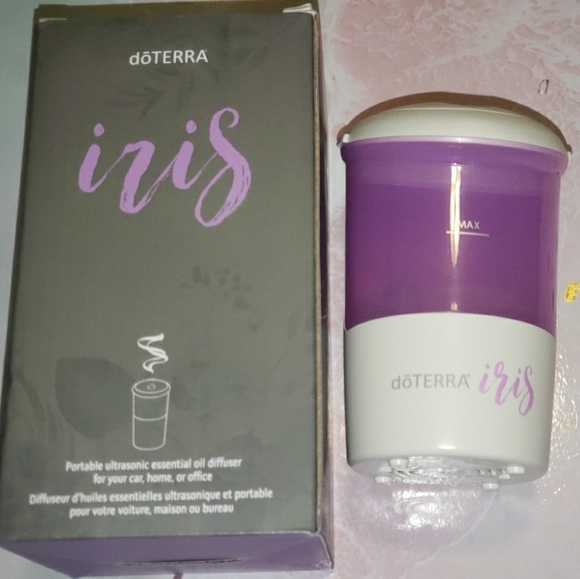 dōTERRA
iris
Portable ultrasonic essential oil diffuser
for your car, home, or office
Diffuseur d'huiles essentielles ultrasonique et portable
pour votre voiture, maison ou bureau
MAX
dōTERRA iris